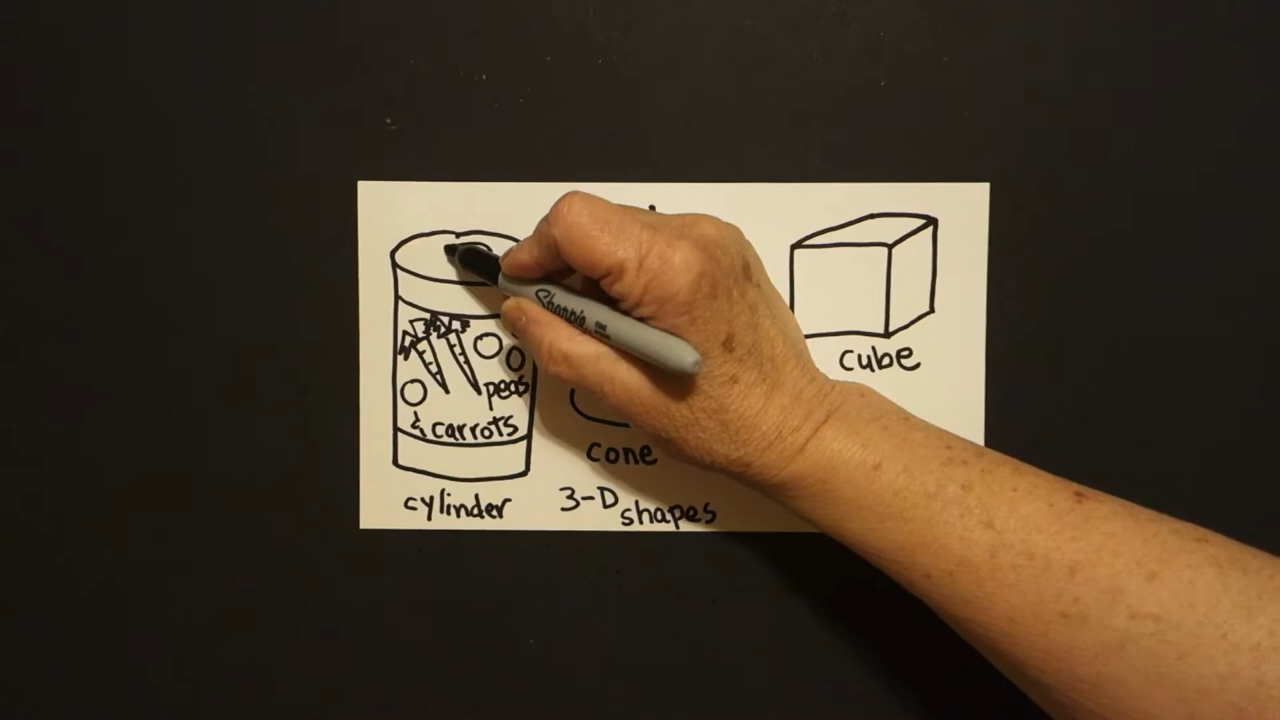 peas
& carrots
cylinder
cone
cube
3-D
shapes
Sharpie